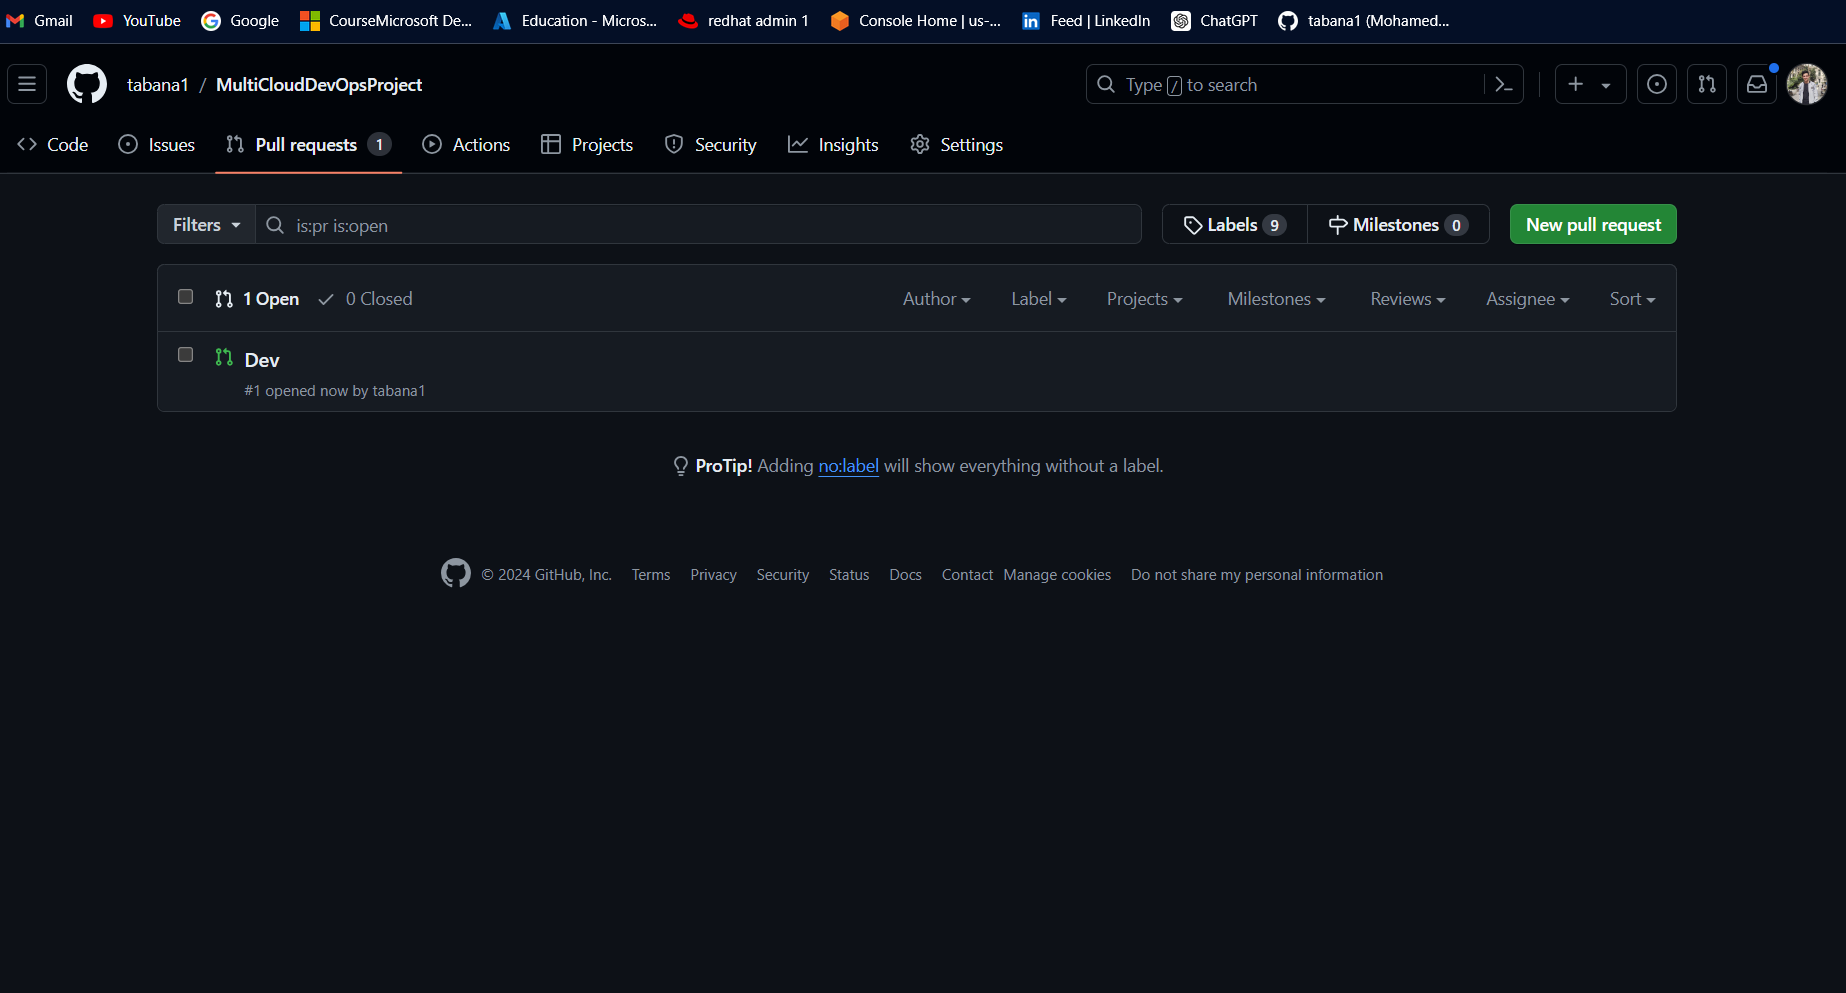 Gmail YouTube Google CourseMicrosoft De... Education - Micros... redhat admin 1 Console Home | us-... Feed | LinkedIn ChatGPT tabana1 (Mohamed...
tabana1 / MultiCloudDevOpsProject Type / to search
Code Issues Pull requests 1 Actions Projects Security Insights Settings
Filters is:pr is:open Labels 9 Milestones 0 New pull request
1 Open 0 Closed Author Label Projects Milestones Reviews Assignee Sort
Dev
#1 opened now by tabana1
ProTip! Adding no:label will show everything without a label.
© 2024 GitHub, Inc. Terms Privacy Security Status Docs Contact Manage cookies Do not share my personal information